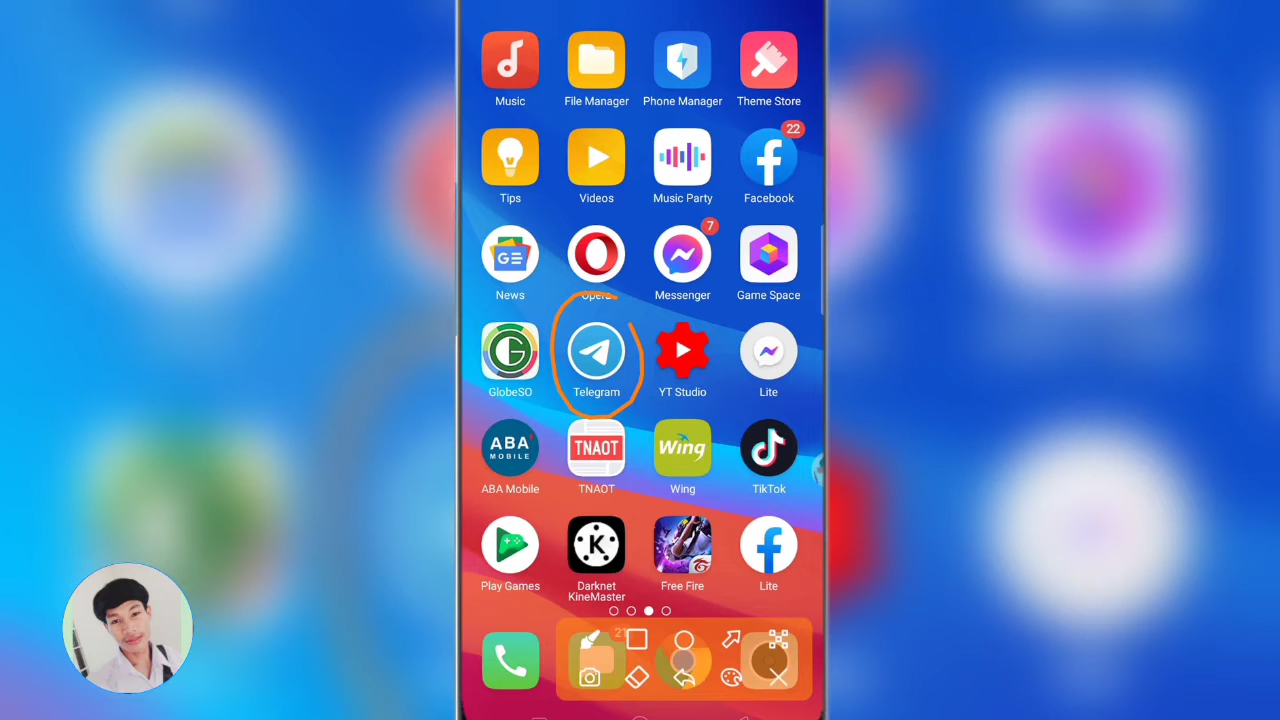 Music File Manager Phone Manager Theme Store
22
Tips Videos Music Party Facebook
7
GE
News Opera Messenger Game Space
G
GlobeSO Telegram YT Studio Lite
ABA'
MOBILE TNAOT Wing
ABA Mobile TNAOT Wing TikTok
K
Play Games Darknet KineMaster Free Fire Lite
21